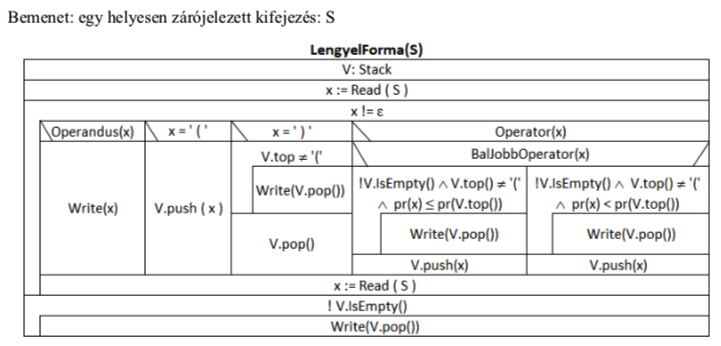 Bemenet: egy helyesen zárójelezett kifejezés: S
LengyelForma(S)
V: Stack
x := Read ( S )
x != ε
Operandus(x)
x = ' ( '
x = ' ) '
Operator(x)
Write(x)
V.push ( x )
V.top ≠ '('
Write(V.pop())
V.pop()
BalJobbOperator(x)
!V.IsEmpty() ∧ V.top() ≠ '('
∧ pr(x) ≤ pr(V.top())
Write(V.pop())
V.push(x)
!V.IsEmpty() ∧ V.top() ≠ '('
∧ pr(x) < pr(V.top())
Write(V.pop())
V.push(x)
x := Read ( S )
! V.IsEmpty()
Write(V.pop())